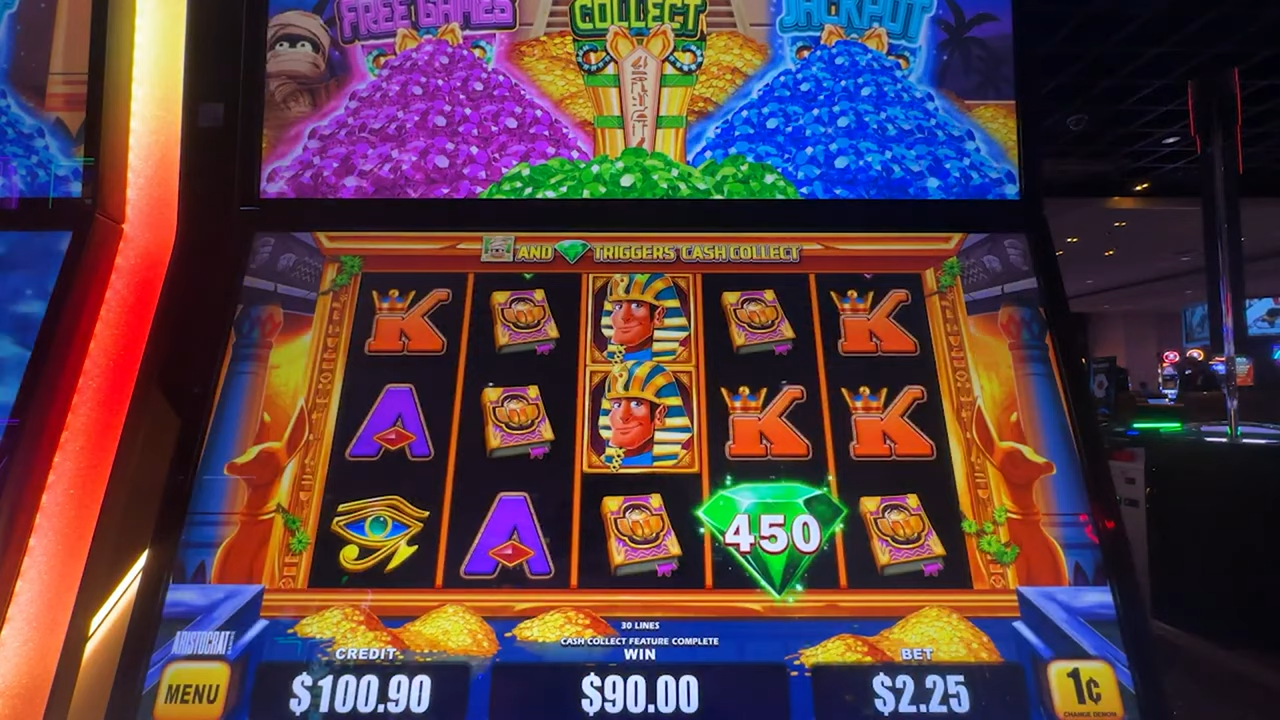 FREE GAMES
COLLECT
JACKPOT
AND TRIGGERS CASH COLLECT
K
K
A
K
K
A
450
30 LINES
CASH COLLECT FEATURE COMPLETE
ARISTOCRAT
CREDIT
WIN
BET
MENU
$100.90
$90.00
$2.25
1¢
CHANGE DENOM